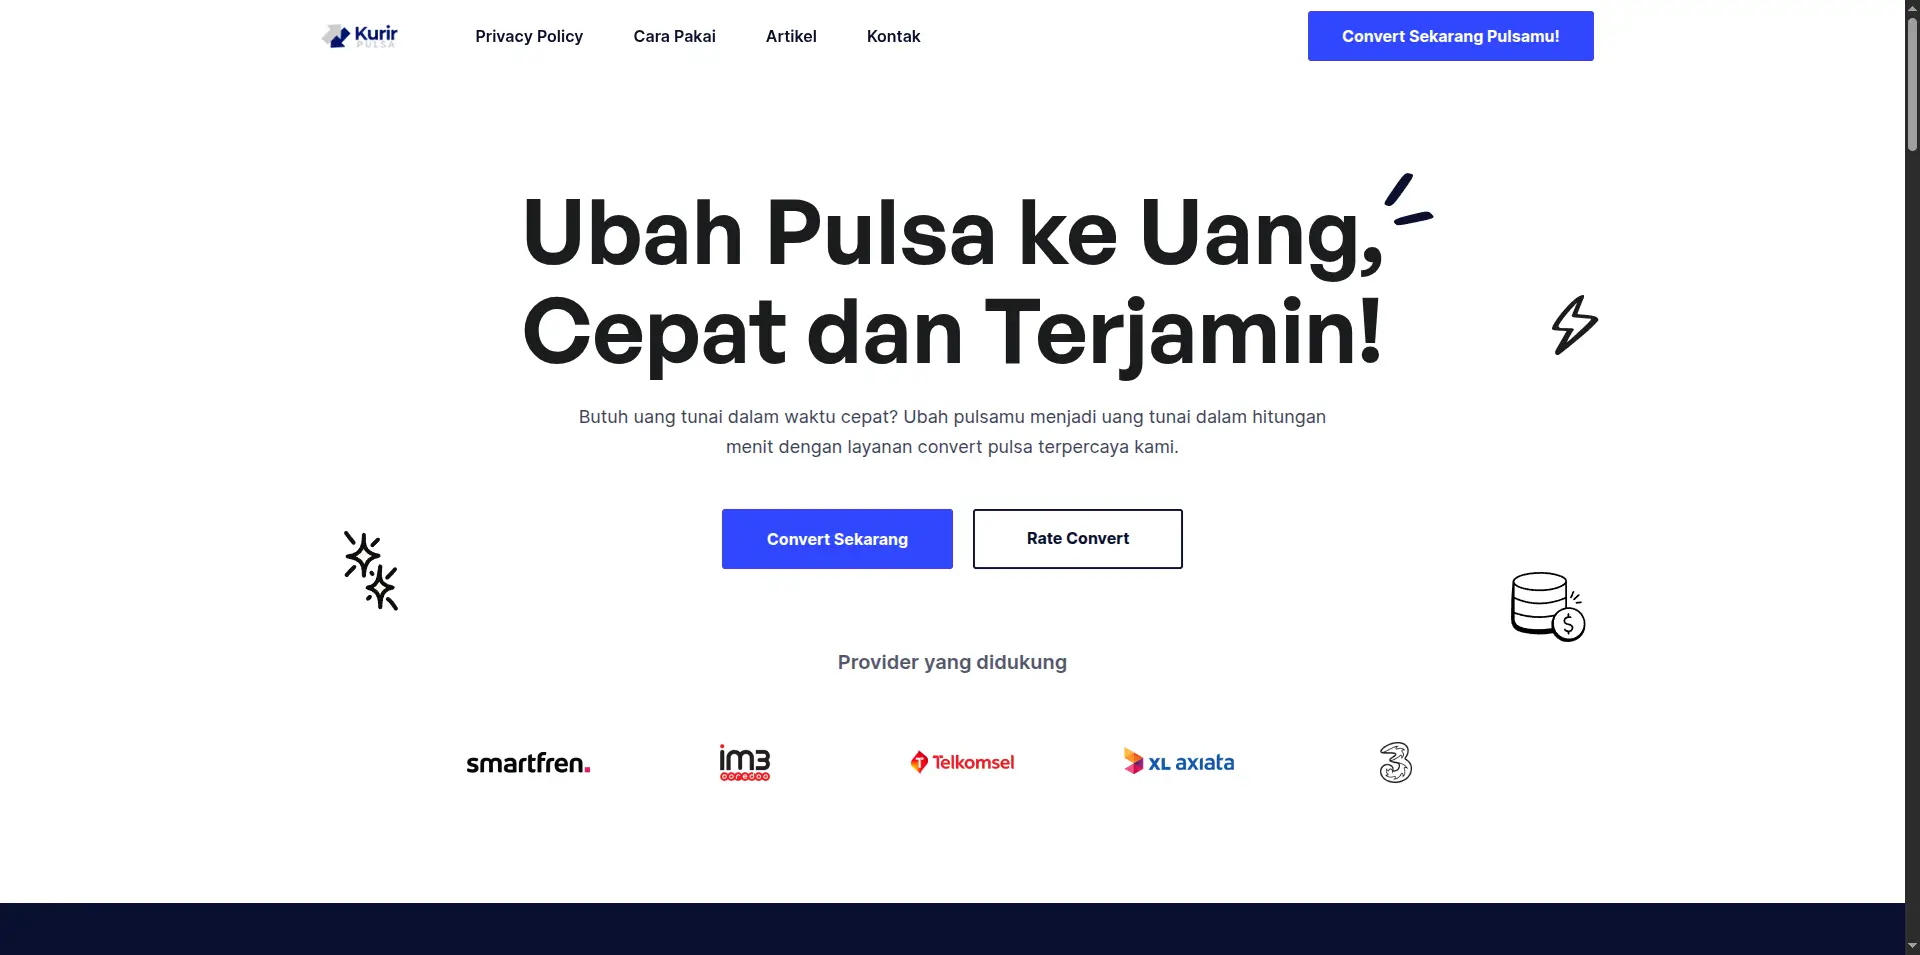 Kurir
PULSA
Privacy Policy
Cara Pakai
Artikel
Kontak
Convert Sekarang Pulsamu!
Ubah Pulsa ke Uang,
Cepat dan Terjamin!
Butuh uang tunai dalam waktu cepat? Ubah pulsamu menjadi uang tunai dalam hitungan
menit dengan layanan convert pulsa terpercaya kami.
Convert Sekarang
Rate Convert
$
Provider yang didukung
smartfren.
im3
ooredoo
Telkomsel
XL axiata
3